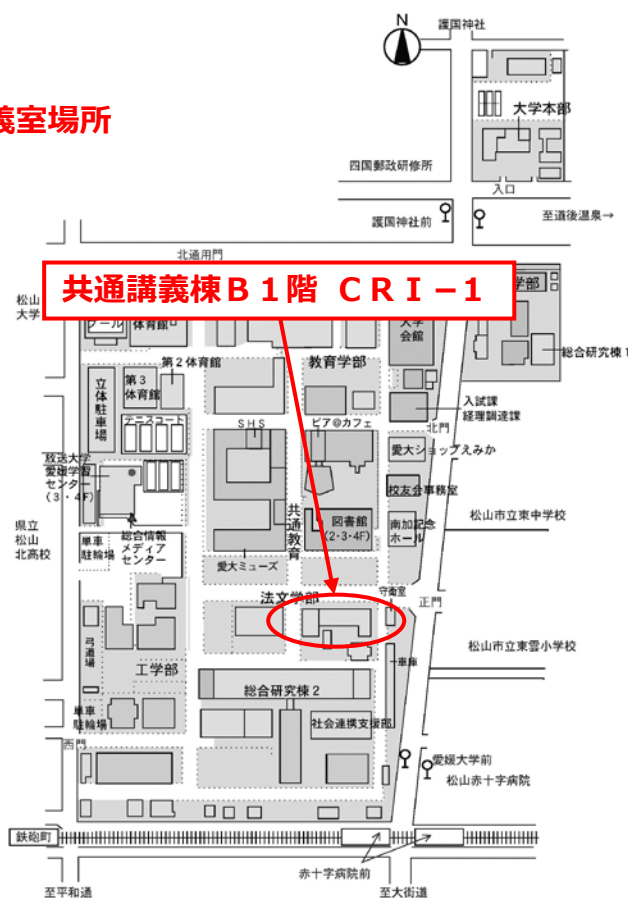 N
護国神社
義室場所
大学本部
四国郵政研修所
入口
護国神社前
至道後温泉→
北通用門
共通講義棟B1階 CRI−1
松山
大学
プール
体育館
大学
会館
学部
総合研究棟1
第2体育館
教育学部
立体駐車場
第3
体育館
テニスコート
SHS
ピア@カフェ
入試課
経理調達課
北門
愛大ショップえみか
放送大学
愛媛学習
センター
(3・4F)
校友会事務室
共通教育
図書館
(2・3・4F)
南加記念
ホール
松山市立東中学校
県立
松山
北高校
単車
駐輪場
総合情報
メディア
センター
愛大ミューズ
法文学部
守衛室
正門
弓道場
工学部
車庫
松山市立東雲小学校
総合研究棟2
単車
駐輪場
社会連携支援部
西門
愛媛大学前
松山赤十字病院
鉄砲町
赤十字病院前
至平和通
至大街道